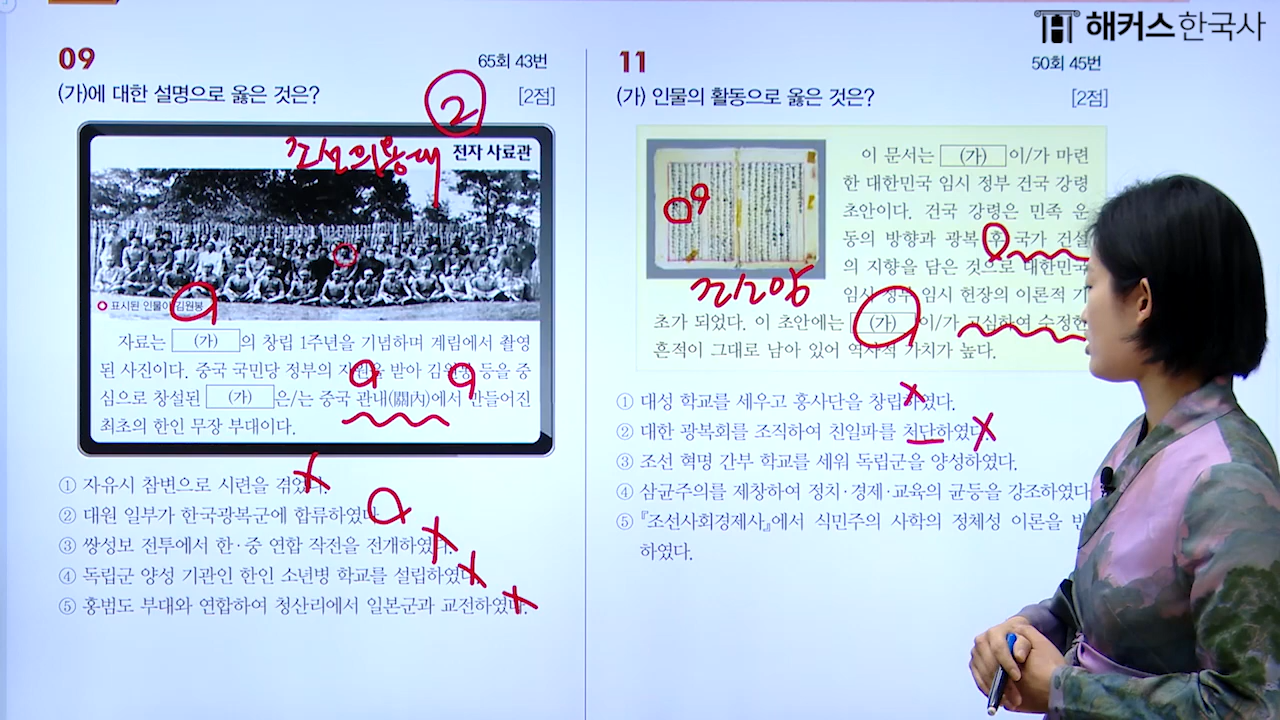 해커스한국사
09
65회 43번
(가)에 대한 설명으로 옳은 것은?
[2점]
2
조선의용대
전자 사료관
표시된 인물이 김원봉
자료는 (가) 의 창립 1주년을 기념하며 계림에서 촬영
된 사진이다. 중국 국민당 정부의 지원을 받아 김원봉 등을 중
심으로 창설된 (가) 은/는 중국 관내(關內)에서 만들어진
최초의 한인 무장 부대이다.
① 자유시 참변으로 시련을 겪었다.
② 대원 일부가 한국광복군에 합류하였다.
③ 쌍성보 전투에서 한·중 연합 작전을 전개하였다.
④ 독립군 양성 기관인 한인 소년병 학교를 설립하였다.
⑤ 홍범도 부대와 연합하여 청산리에서 일본군과 교전하였다.
11
50회 45번
(가) 인물의 활동으로 옳은 것은?
[2점]
이 문서는 (가) 이/가 마련
한 대한민국 임시 정부 건국 강령
초안이다. 건국 강령은 민족 운
동의 방향과 광복 후 국가 건설
의 지향을 담은 것으로 대한민국
임시 정부 임시 헌장의 이론적 기
초가 되었다. 이 초안에는 (가) 이/가 고심하여 수정한
흔적이 그대로 남아 있어 역사적 가치가 높다.
조소앙
① 대성 학교를 세우고 흥사단을 창립하였다.
② 대한 광복회를 조직하여 친일파를 처단하였다.
③ 조선 혁명 간부 학교를 세워 독립군을 양성하였다.
④ 삼균주의를 제창하여 정치·경제·교육의 균등을 강조하였다
⑤ 『조선사회경제사』에서 식민주의 사학의 정체성 이론을 반
하였다.